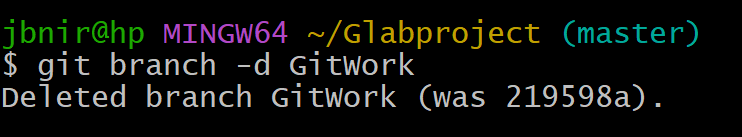 jbnir@hp MINGW64 ~/Glabproject (master)
$ git branch -d GitWork
Deleted branch GitWork (was 219598a).